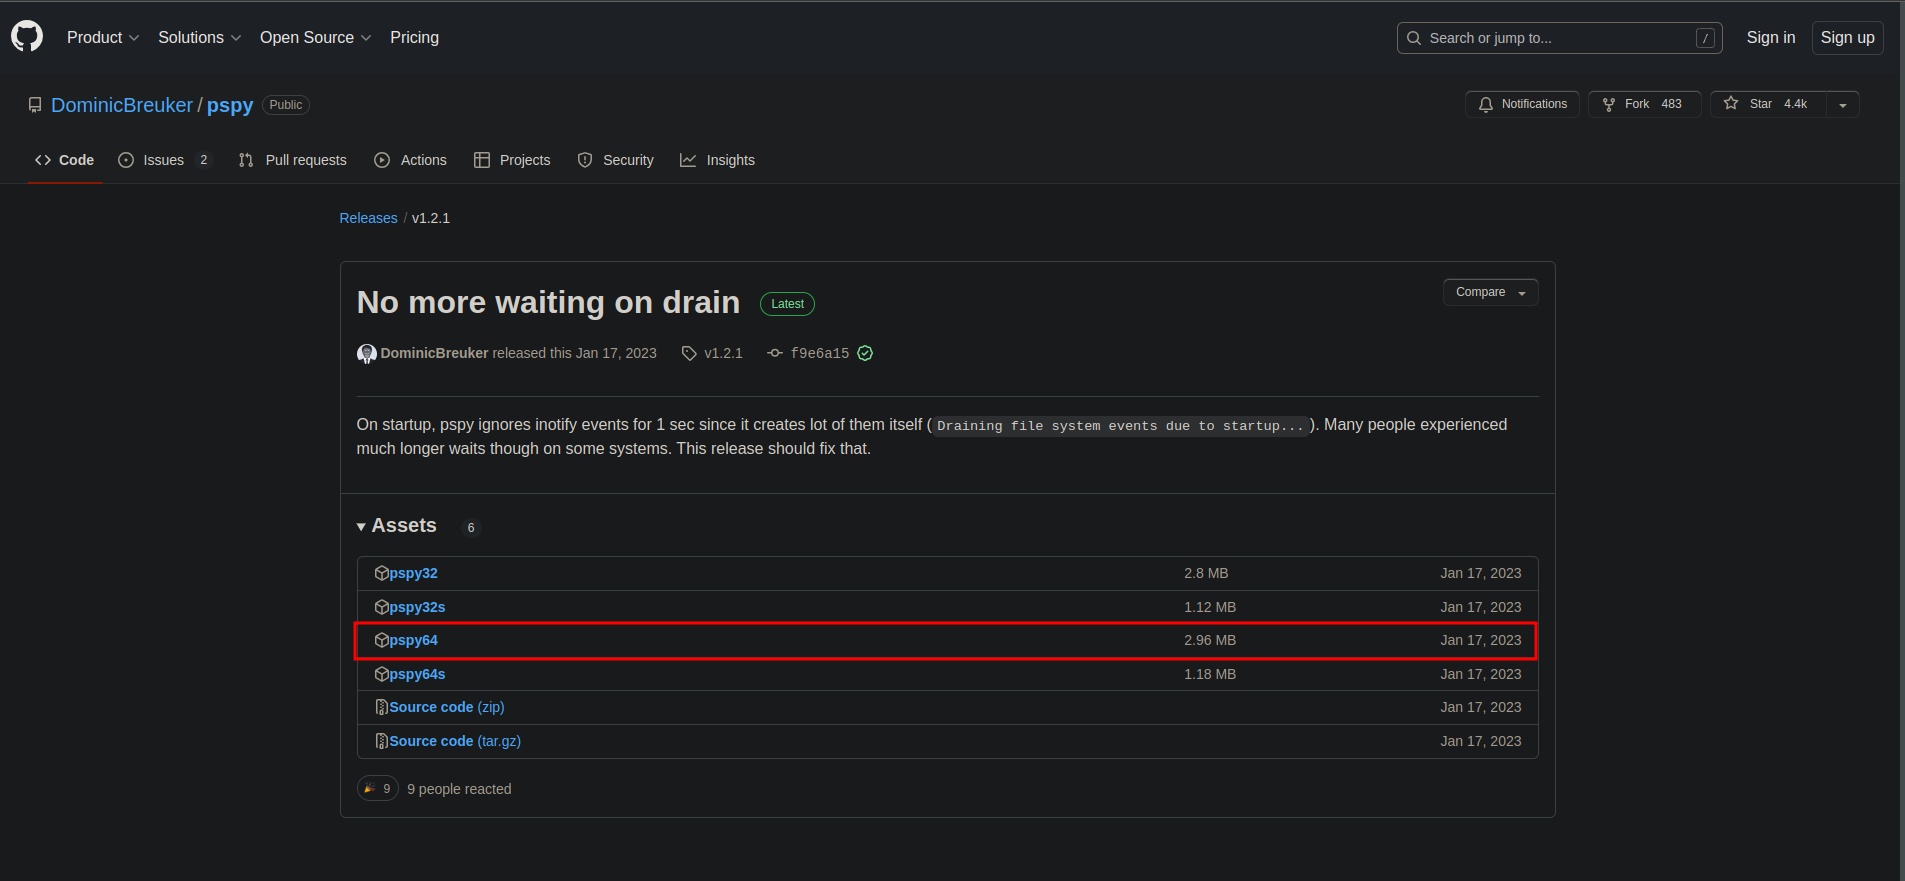 Product Solutions Open Source Pricing Search or jump to... / Sign in Sign up
DominicBreuker / pspy Public Notifications Fork 483 Star 4.4k
Code Issues 2 Pull requests Actions Projects Security Insights
Releases / v1.2.1
No more waiting on drain Latest Compare
DominicBreuker released this Jan 17, 2023 v1.2.1 f9e6a15
On startup, pspy ignores inotify events for 1 sec since it creates lot of them itself ( Draining file system events due to startup... ). Many people experienced
much longer waits though on some systems. This release should fix that.
Assets 6
pspy32 2.8 MB Jan 17, 2023
pspy32s 1.12 MB Jan 17, 2023
pspy64 2.96 MB Jan 17, 2023
pspy64s 1.18 MB Jan 17, 2023
Source code (zip) Jan 17, 2023
Source code (tar.gz) Jan 17, 2023
9 9 people reacted